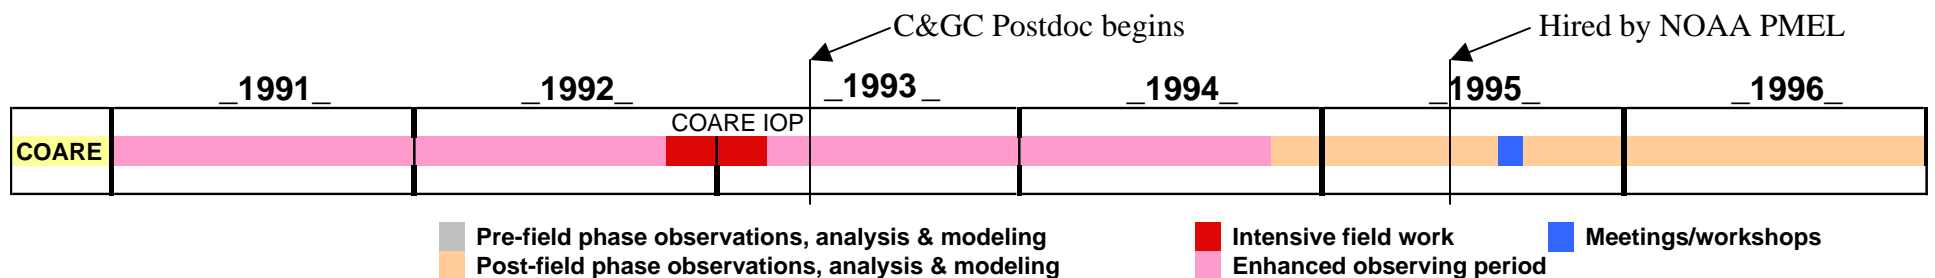 C&GC Postdoc begins
Hired by NOAA PMEL
_1991_
_1992_
_1993_
_1994_
_1995_
_1996_
COARE IOP
COARE
Pre-field phase observations, analysis & modeling
Intensive field work
Meetings/workshops
Post-field phase observations, analysis & modeling
Enhanced observing period